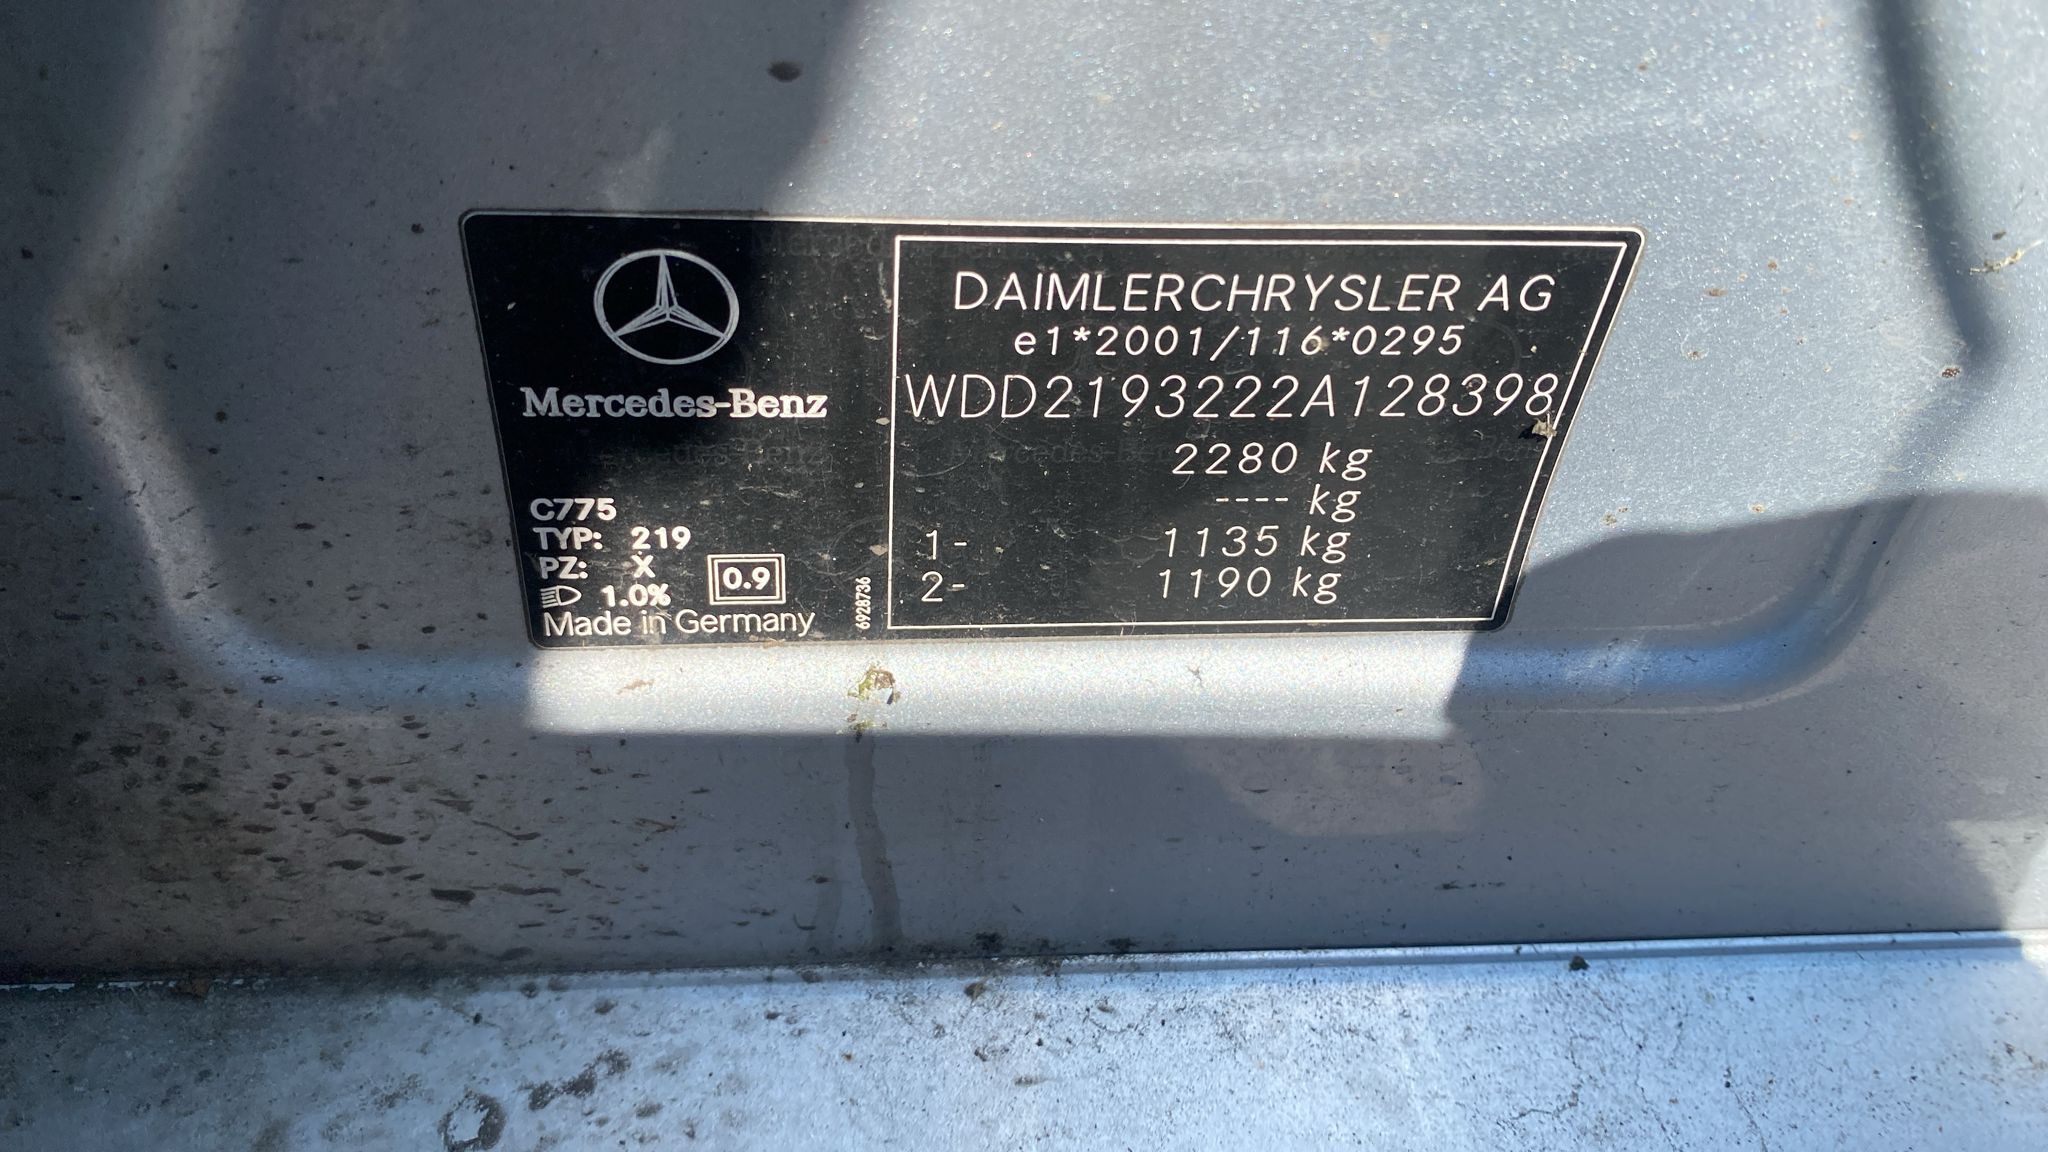 Mercedes-Benz
C775
TYP: 219
PZ: X
1.0%
0.9
Made in Germany
6928736
DAIMLERCHRYSLER AG
e1*2001/116*0295
WDD2193222A128398
2280 kg
---- kg
1- 1135 kg
2- 1190 kg